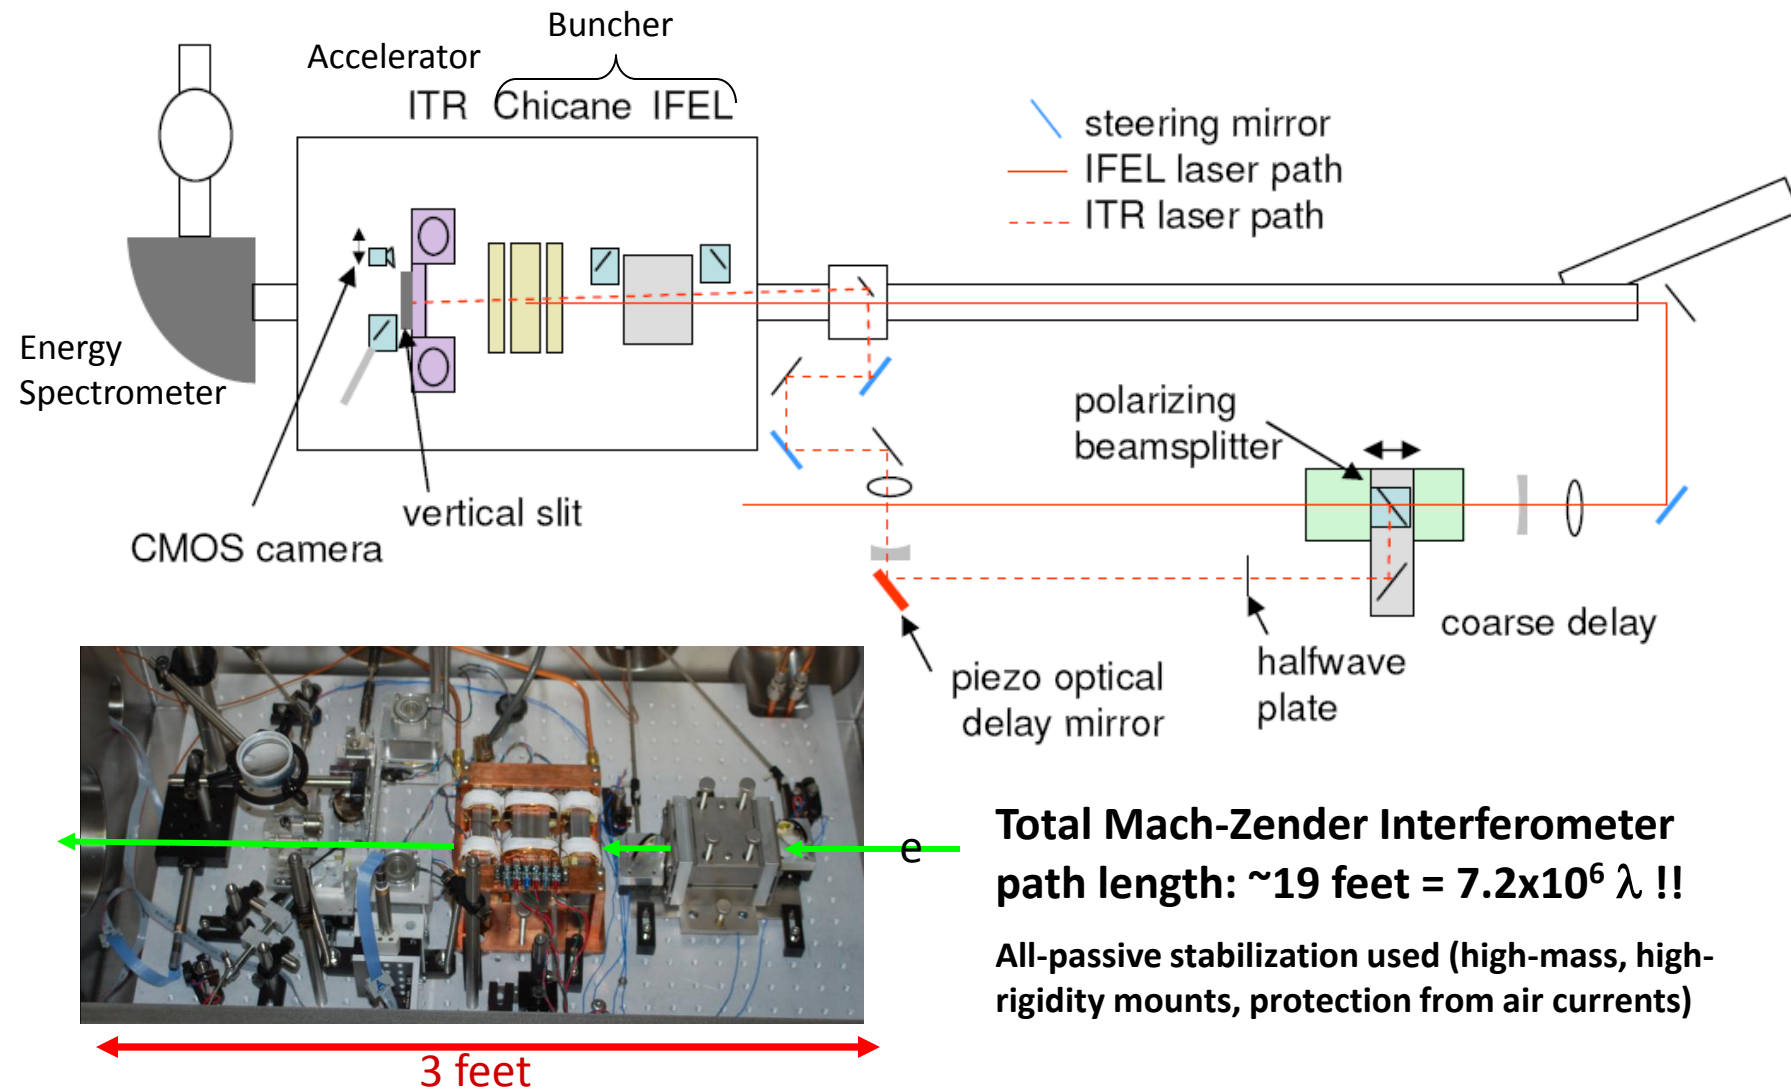 Buncher
Accelerator
ITR Chicane IFEL
steering mirror
IFEL laser path
ITR laser path
Energy
Spectrometer
polarizing
beamsplitter
vertical slit
CMOS camera
coarse delay
halfwave
plate
piezo optical
delay mirror
e
Total Mach-Zender Interferometer
path length: ~19 feet = 7.2x10⁶ λ !!
All-passive stabilization used (high-mass, high-
rigidity mounts, protection from air currents)
3 feet